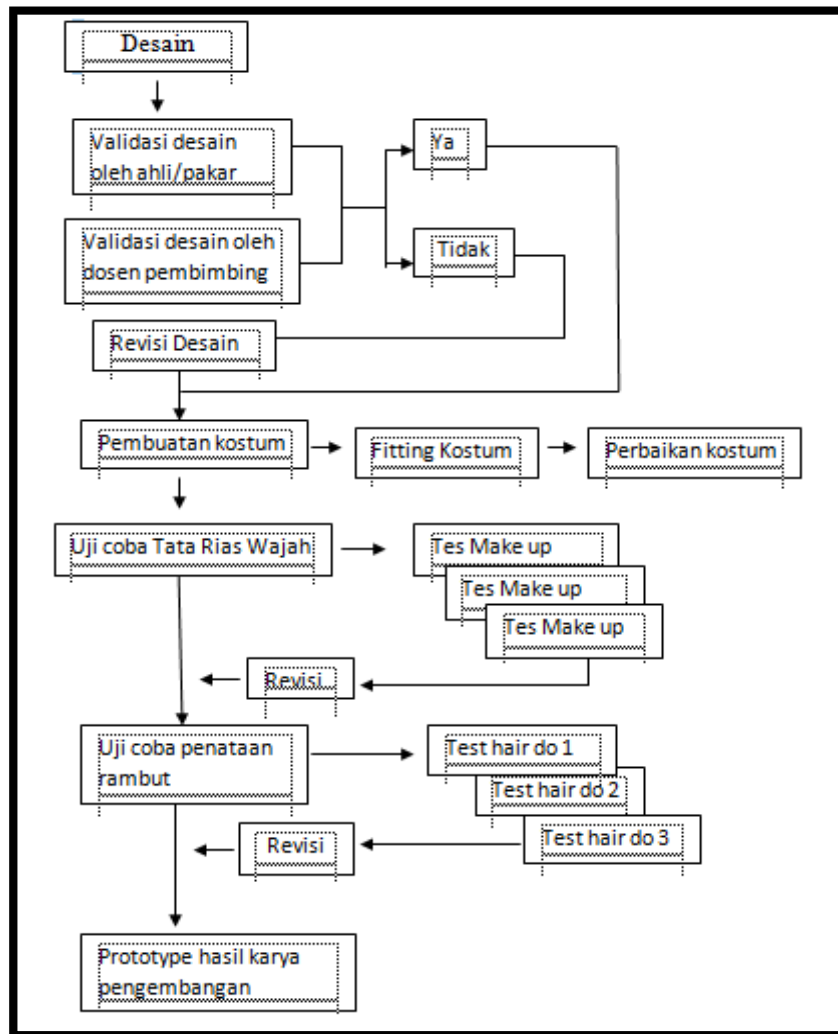 Desain
Validasi desain
oleh ahli/pakar
Ya
Validasi desain oleh
dosen pembimbing
Tidak
Revisi Desain
Pembuatan kostum
Fitting Kostum
Perbaikan kostum
Uji coba Tata Rias Wajah
Tes Make up
Tes Make up
Tes Make up
Revisi
Uji coba penataan
rambut
Test hair do 1
Test hair do 2
Test hair do 3
Revisi
Prototype hasil karya
pengembangan